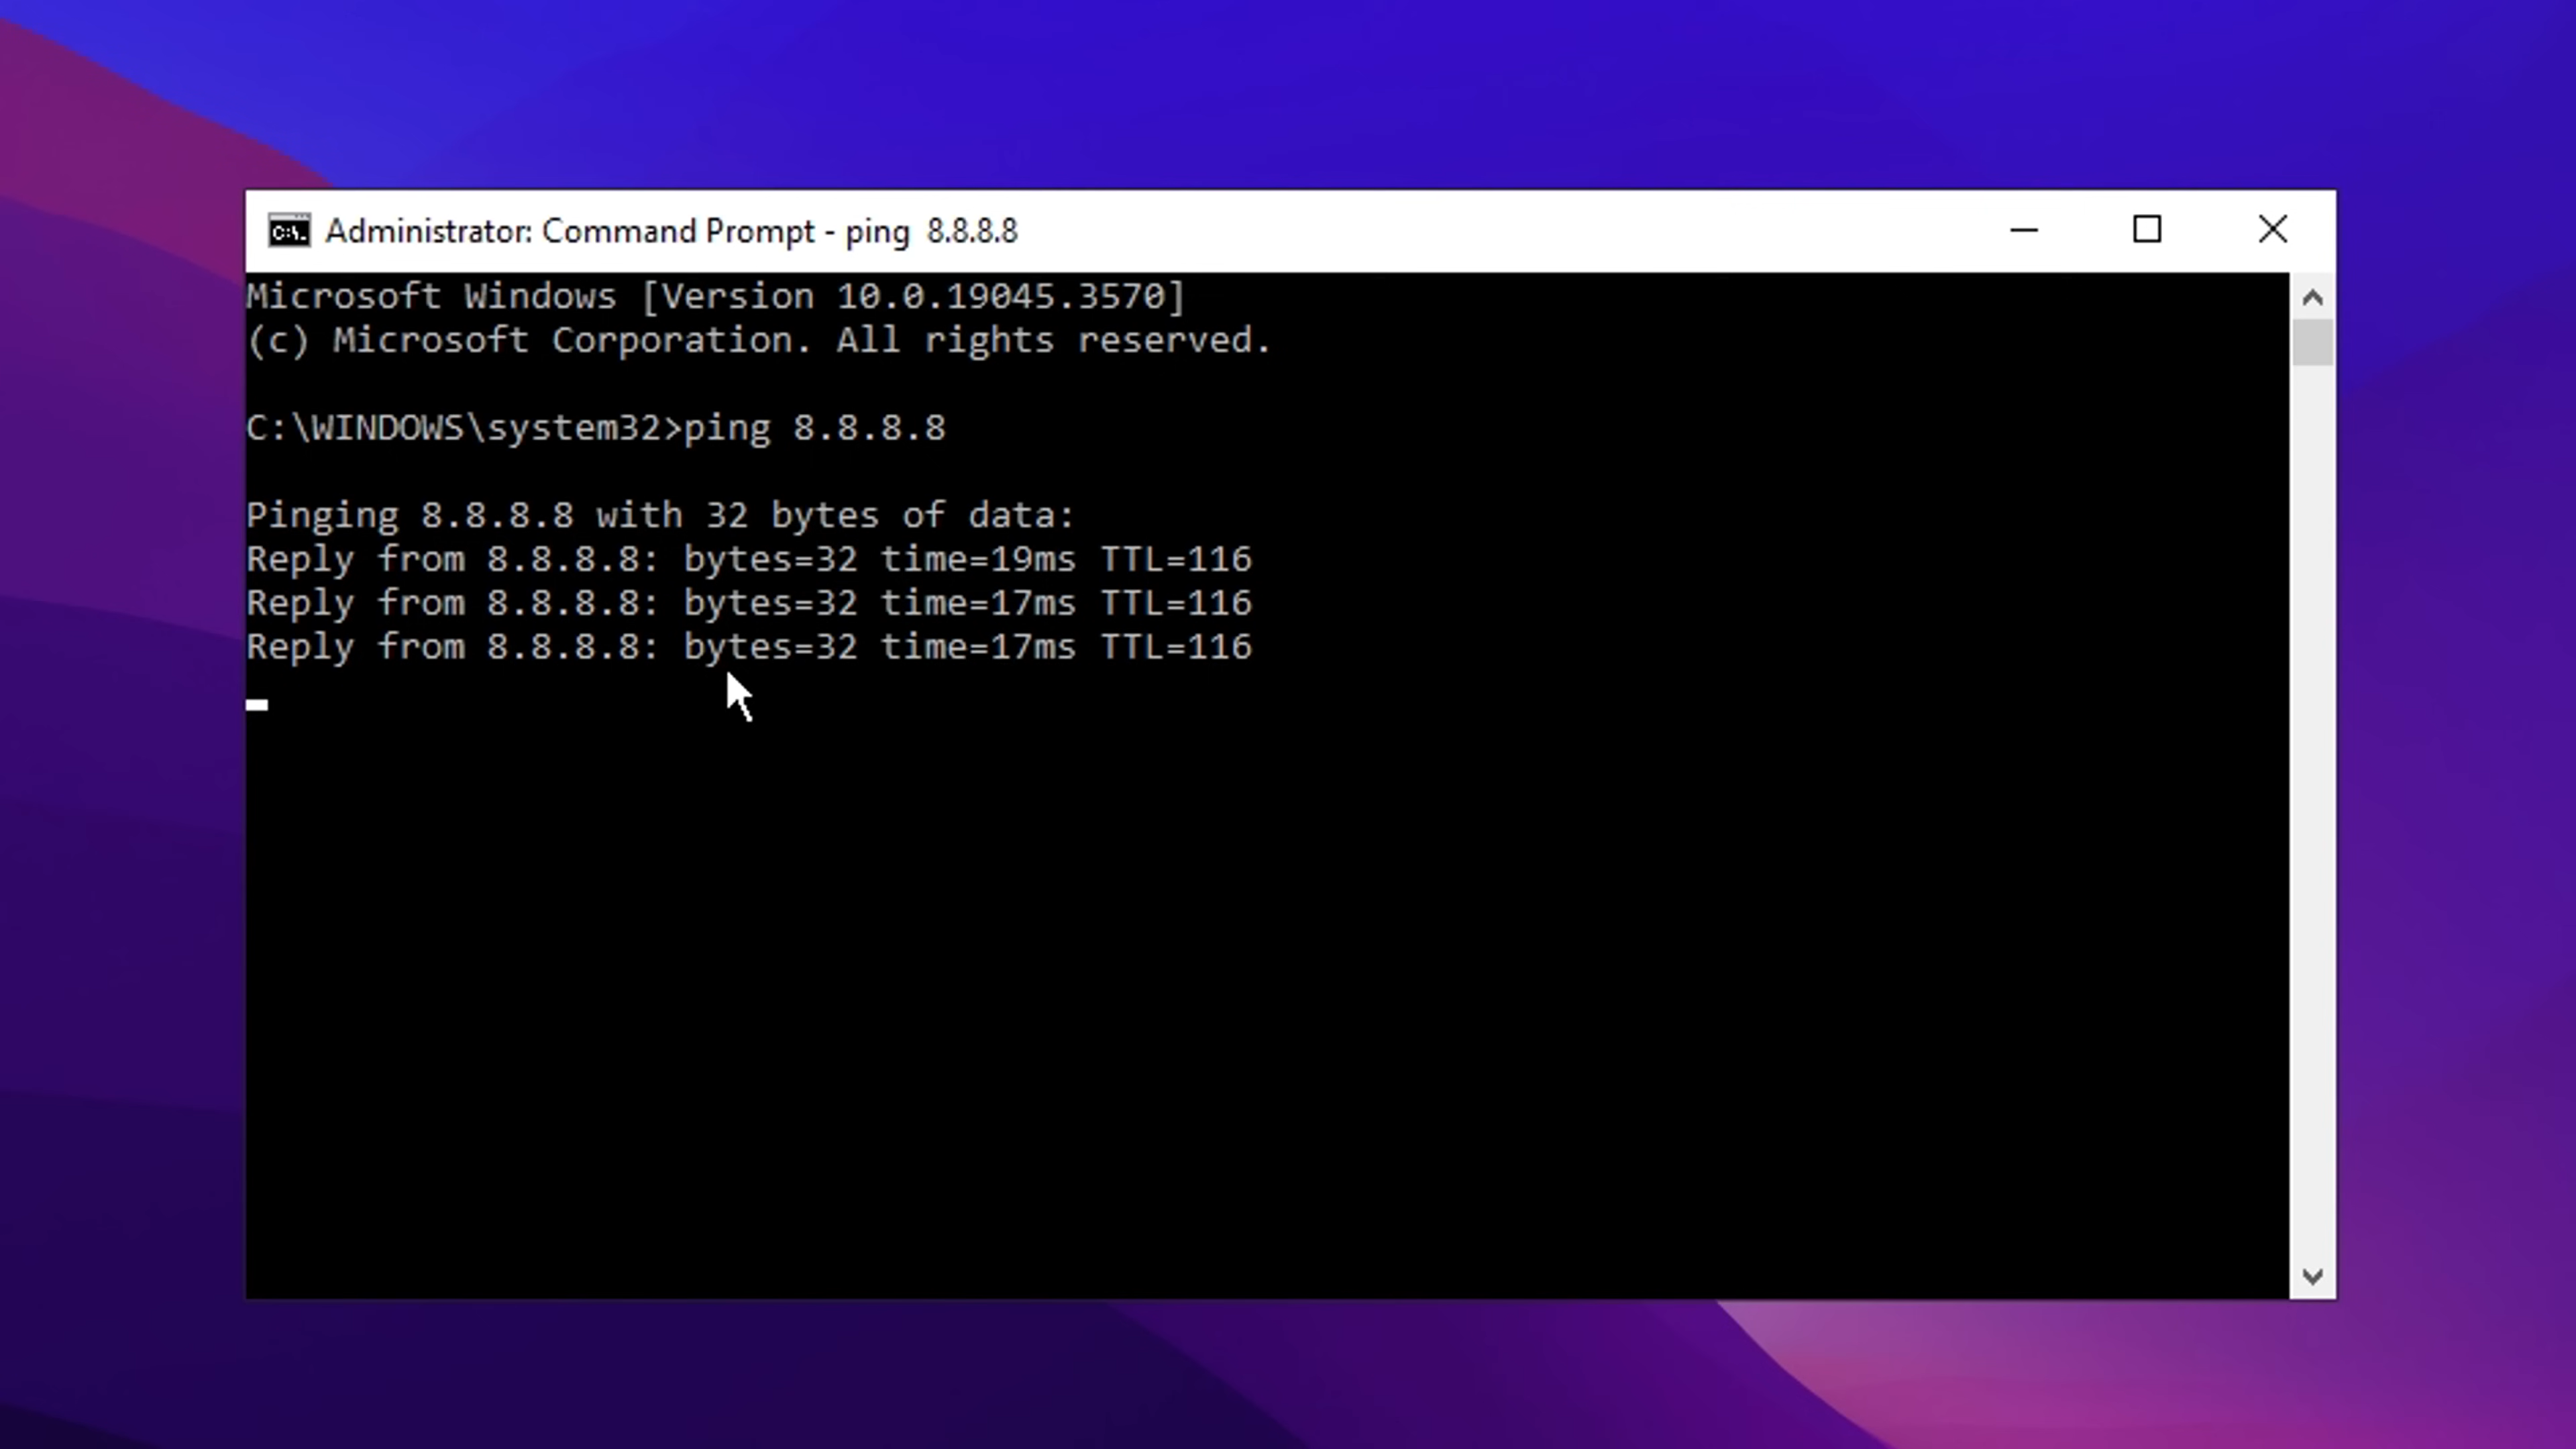 Administrator: Command Prompt - ping  8.8.8.8
Microsoft Windows [Version 10.0.19045.3570]
(c) Microsoft Corporation. All rights reserved.
C:\WINDOWS\system32>ping 8.8.8.8
Pinging 8.8.8.8 with 32 bytes of data:
Reply from 8.8.8.8: bytes=32 time=19ms TTL=116
Reply from 8.8.8.8: bytes=32 time=17ms TTL=116
Reply from 8.8.8.8: bytes=32 time=17ms TTL=116